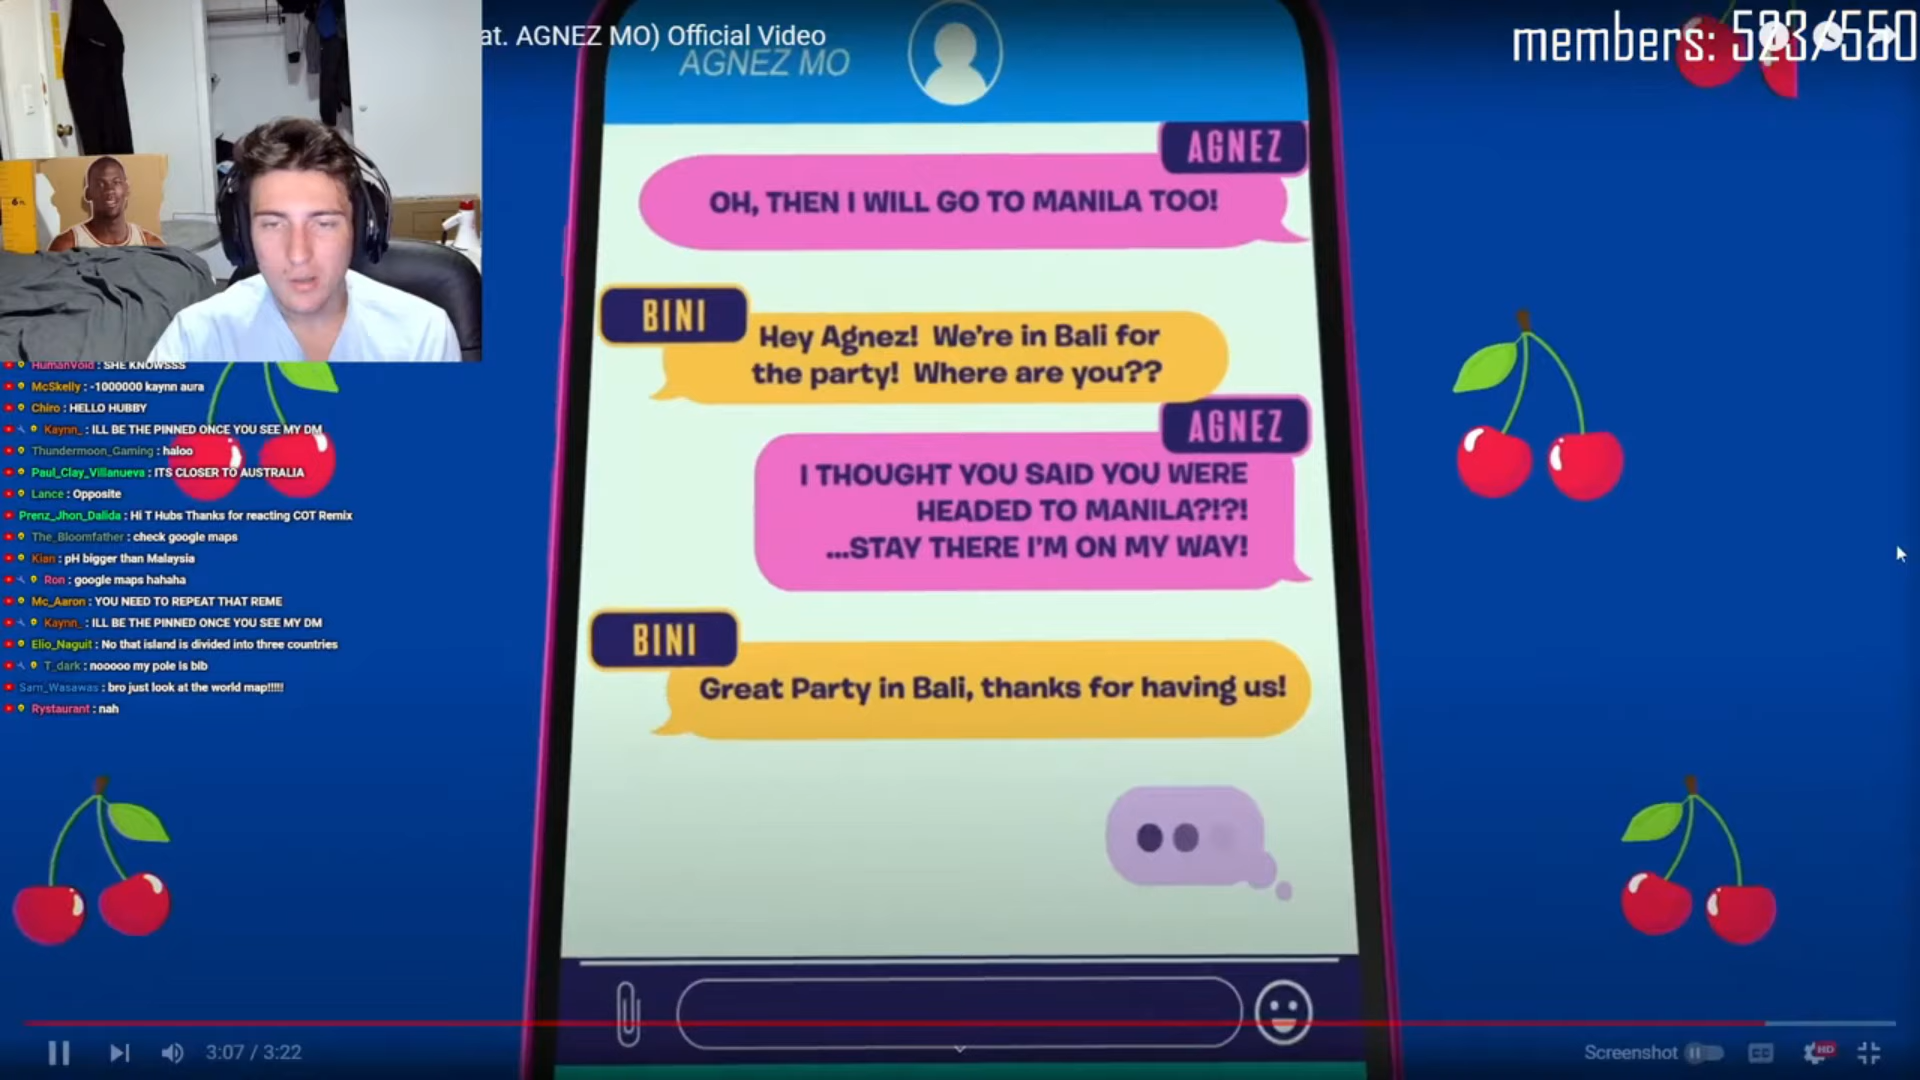 at. AGNEZ MO) Official Video
AGNEZ MO
members: 523/550
AGNEZ
OH, THEN I WILL GO TO MANILA TOO!
BINI
Hey Agnez! We're in Bali for
the party! Where are you??
AGNEZ
I THOUGHT YOU SAID YOU WERE
HEADED TO MANILA?!?!
...STAY THERE I'M ON MY WAY!
BINI
Great Party in Bali, thanks for having us!
HumanVoid : SHE KNOWSSS
McSkelly : -1000000 kaynn aura
Chiro : HELLO HUBBY
Kaynn_ : ILL BE THE PINNED ONCE YOU SEE MY DM
Thundermoon_Gaming : haloo
Paul_Clay_Villanueva : ITS CLOSER TO AUSTRALIA
Lance : Opposite
Prenz_Jhon_Dalida : Hi T Hubs Thanks for reacting COT Remix
The_Bloomfather : check google maps
Kian : pH bigger than Malaysia
Ron : google maps hahaha
Mc_Aaron : YOU NEED TO REPEAT THAT REME
Kaynn_ : ILL BE THE PINNED ONCE YOU SEE MY DM
Elio_Naguit : No that island is divided into three countries
T_dark : nooooo my pole is bib
Sam_Wasawas : bro just look at the world map!!!!!
Rystaurant : nah
3:07 / 3:22
Screenshot
CC
HD